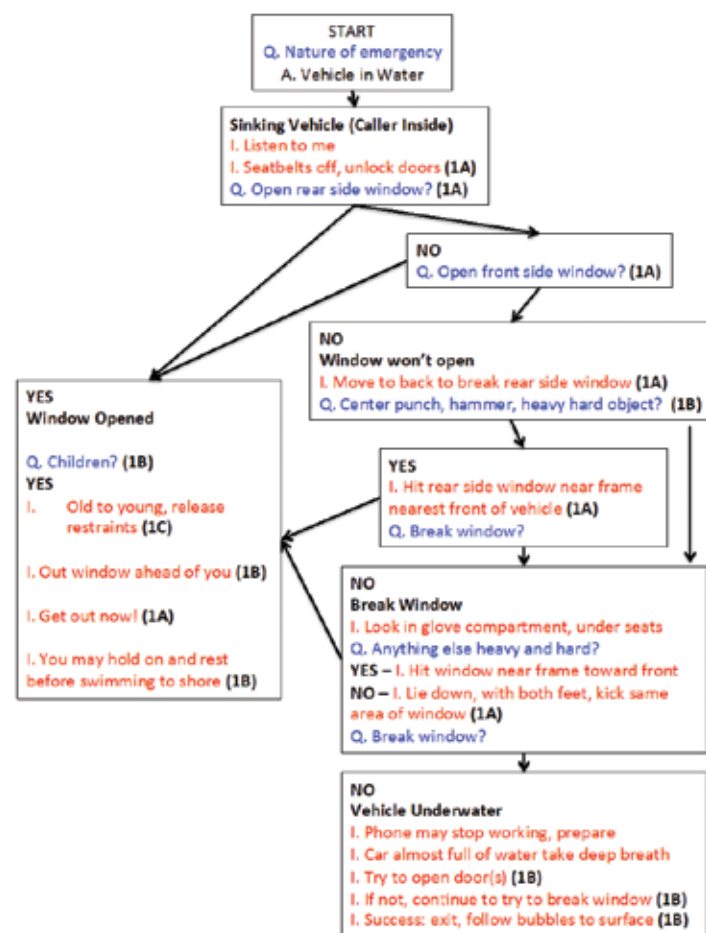 START
Q. Nature of emergency
A. Vehicle in Water
Sinking Vehicle (Caller Inside)
I. Listen to me
I. Seatbelts off, unlock doors (1A)
Q. Open rear side window? (1A)
NO
Q. Open front side window? (1A)
NO
Window won't open
I. Move to back to break rear side window (1A)
Q. Center punch, hammer, heavy hard object? (1B)
YES
Window Opened
Q. Children? (1B)
YES
I. Old to young, release
restraints (1C)
I. Out window ahead of you (1B)
I. Get out now! (1A)
I. You may hold on and rest
before swimming to shore (1B)
YES
I. Hit rear side window near frame
nearest front of vehicle (1A)
Q. Break window?
NO
Break Window
I. Look in glove compartment, under seats
Q. Anything else heavy and hard?
YES – I. Hit window near frame toward front
NO – I. Lie down, with both feet, kick same
area of window (1A)
Q. Break window?
NO
Vehicle Underwater
I. Phone may stop working, prepare
I. Car almost full of water take deep breath
I. Try to open door(s) (1B)
I. If not, continue to try to break window (1B)
I. Success: exit, follow bubbles to surface (1B)